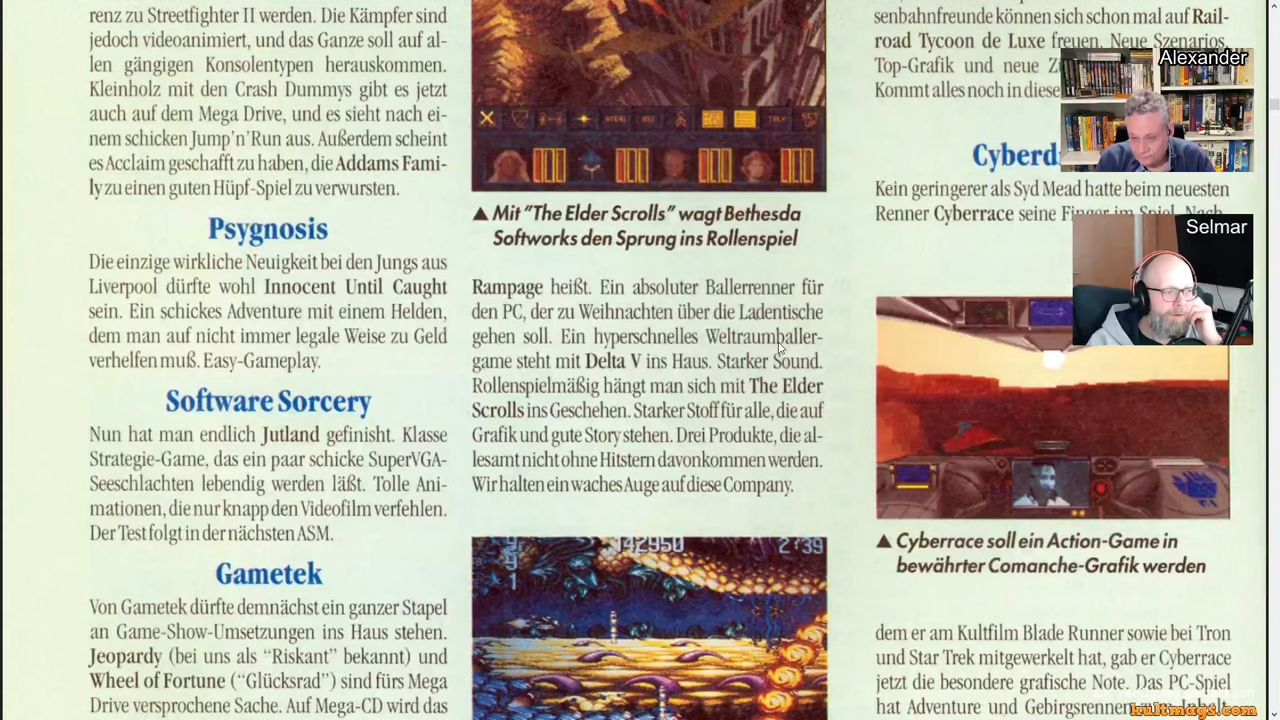 renz zu Streetfighter II werden. Die Kämpfer sind
jedoch videoanimiert, und das Ganze soll auf al-
len gängigen Konsolentypen herauskommen.
Kleinholz mit den Crash Dummys gibt es jetzt
auch auf dem Mega Drive, und es sieht nach ei-
nem schicken Jump'n'Run aus. Außerdem scheint
es Acclaim geschafft zu haben, die Addams Fami-
ly zu einen guten Hüpf-Spiel zu verwursten.
Psygnosis
Die einzige wirkliche Neuigkeit bei den Jungs aus
Liverpool dürfte wohl Innocent Until Caught
sein. Ein schickes Adventure mit einem Helden,
dem man auf nicht immer legale Weise zu Geld
verhelfen muß. Easy-Gameplay.
Software Sorcery
Nun hat man endlich Jutland gefinisht. Klasse
Strategie-Game, das ein paar schicke SuperVGA-
Seeschlachten lebendig werden läßt. Tolle Ani-
mationen, die nur knapp den Videofilm verfehlen.
Der Test folgt in der nächsten ASM.
Gametek
Von Gametek dürfte demnächst ein ganzer Stapel
an Game-Show-Umsetzungen ins Haus stehen.
Jeopardy (bei uns als "Riskant" bekannt) und
Wheel of Fortune ("Glücksrad") sind fürs Mega
Drive versprochene Sache. Auf Mega-CD wird das
USE
TALK
▲ Mit "The Elder Scrolls" wagt Bethesda
Softworks den Sprung ins Rollenspiel
Rampage heißt. Ein absoluter Ballerrenner für
den PC, der zu Weihnachten über die Ladentische
gehen soll. Ein hyperschnelles Weltraumballer-
game steht mit Delta V ins Haus. Starker Sound.
Rollenspielmäßig hängt man sich mit The Elder
Scrolls ins Geschehen. Starker Stoff für alle, die auf
Grafik und gute Story stehen. Drei Produkte, die al-
lesamt nicht ohne Hitstern davonkommen werden.
Wir halten ein waches Auge auf diese Company.
142950 2:39
senbahnfreunde können sich schon mal auf Rail-
road Tycoon de Luxe freuen. Neue Szenarios,
Top-Grafik und neue
Kommt alles noch in
Kein geringerer als Syd Mead hatte beim neuesten
Renner Cyberrace seine Finger im Spiel. Nach-
▲ Cyberrace soll ein Action-Game in
bewährter Comanche-Grafik werden
dem er am Kultfilm Blade Runner sowie bei Tron
und Star Trek mitgewerkelt hat, gab er Cyberrace
jetzt die besondere grafische Note. Das PC-Spiel
hat Adventure und Gebirgsrennen
Alexander
Selmar
kultmags.com